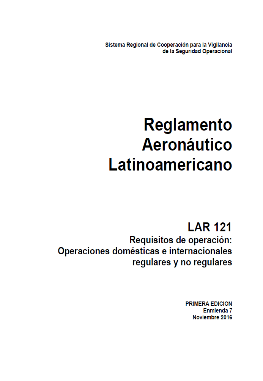 Sistema Regional de Cooperación para la Vigilancia
de la Seguridad Operacional
Reglamento
Aeronáutico
Latinoamericano
LAR 121
Requisitos de operación:
Operaciones domésticas e internacionales
regulares y no regulares
PRIMERA EDICION
Enmienda 7
Noviembre 2016